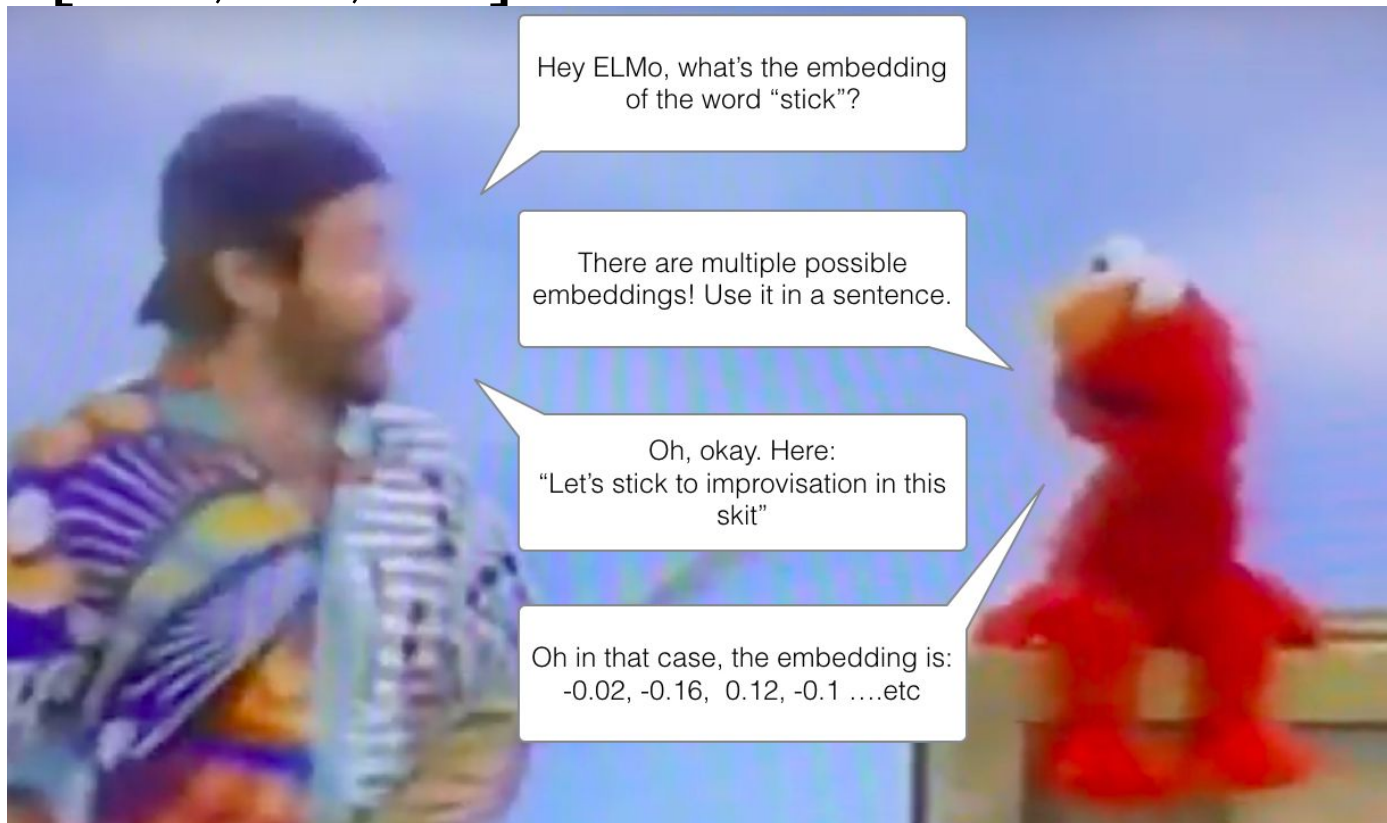 Hey ELMo, what's the embedding
of the word “stick”?
There are multiple possible
embeddings! Use it in a sentence.
Oh, okay. Here:
“Let's stick to improvisation in this
skit”
Oh in that case, the embedding is:
-0.02, -0.16,  0.12, -0.1 ….etc